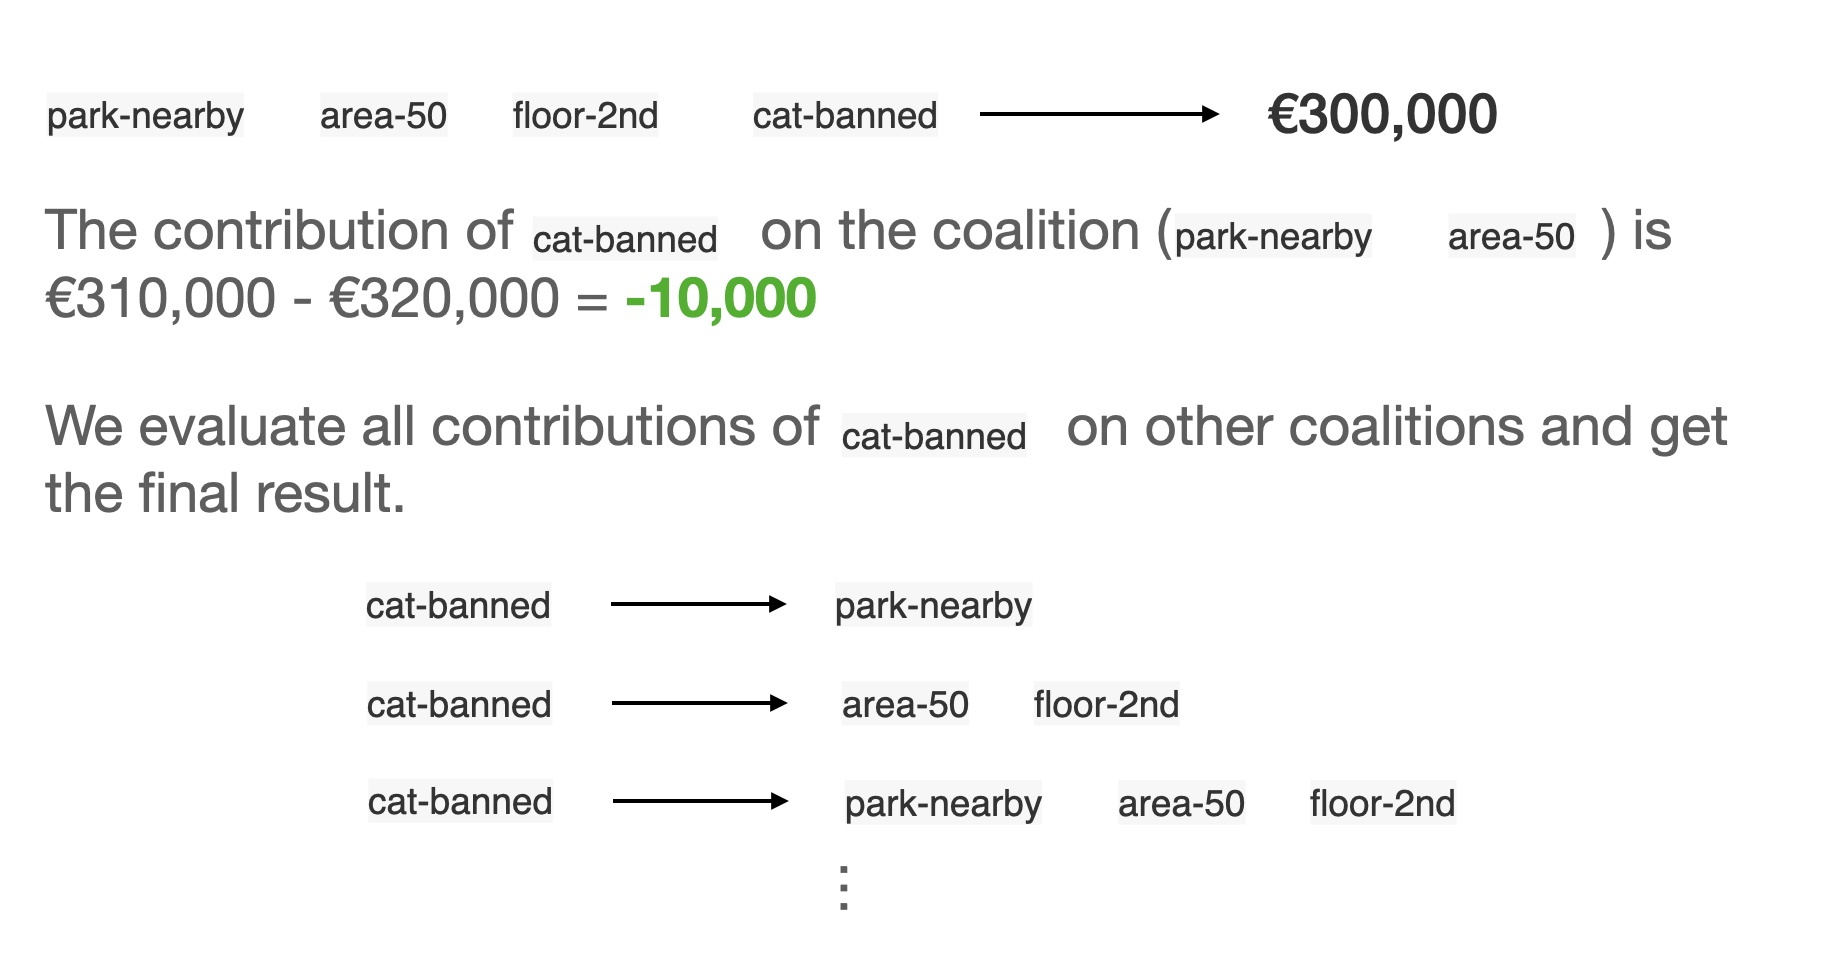 park-nearby area-50 floor-2nd cat-banned €300,000
The contribution of cat-banned on the coalition (park-nearby area-50 ) is
€310,000 - €320,000 = -10,000
We evaluate all contributions of cat-banned on other coalitions and get
the final result.
cat-banned park-nearby
cat-banned area-50 floor-2nd
cat-banned park-nearby area-50 floor-2nd
⋮